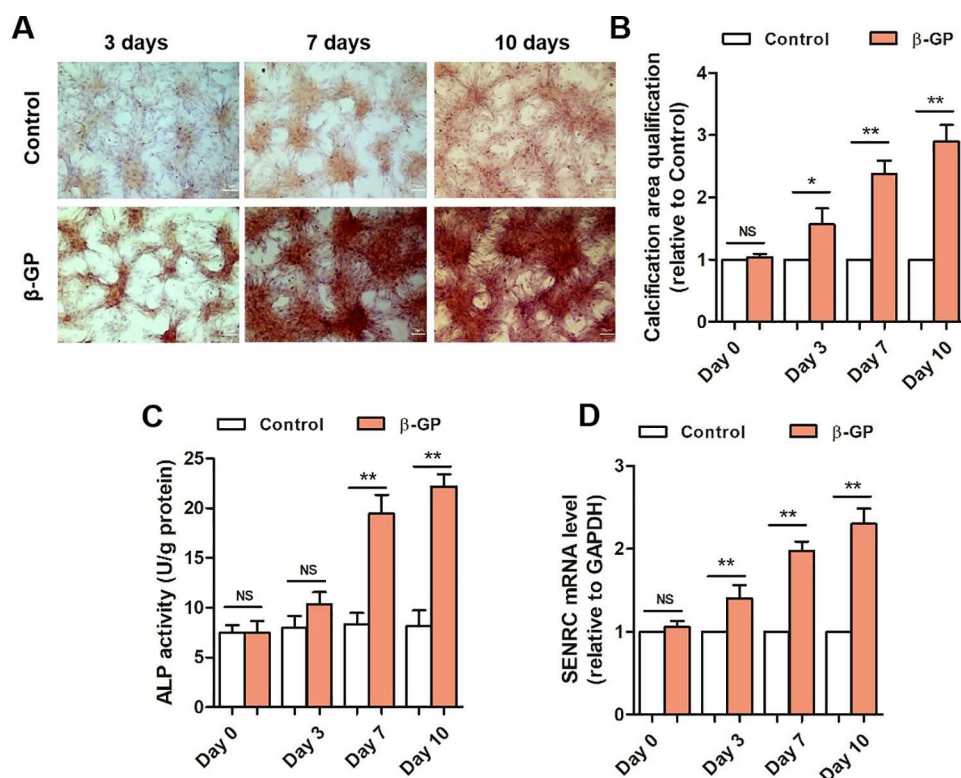 A
3 days 7 days 10 days
Control
β-GP
B
Control β-GP
Calcification area qualification
(relative to Control)
4
3
2
1
0
NS * ** **
Day 0 Day 3 Day 7 Day 10
C
Control β-GP
ALP activity (U/g protein)
25
20
15
10
5
0
NS NS ** **
Day 0 Day 3 Day 7 Day 10
D
Control β-GP
SENRC mRNA level
(relative to GAPDH)
3
2
1
0
NS ** ** **
Day 0 Day 3 Day 7 Day 10